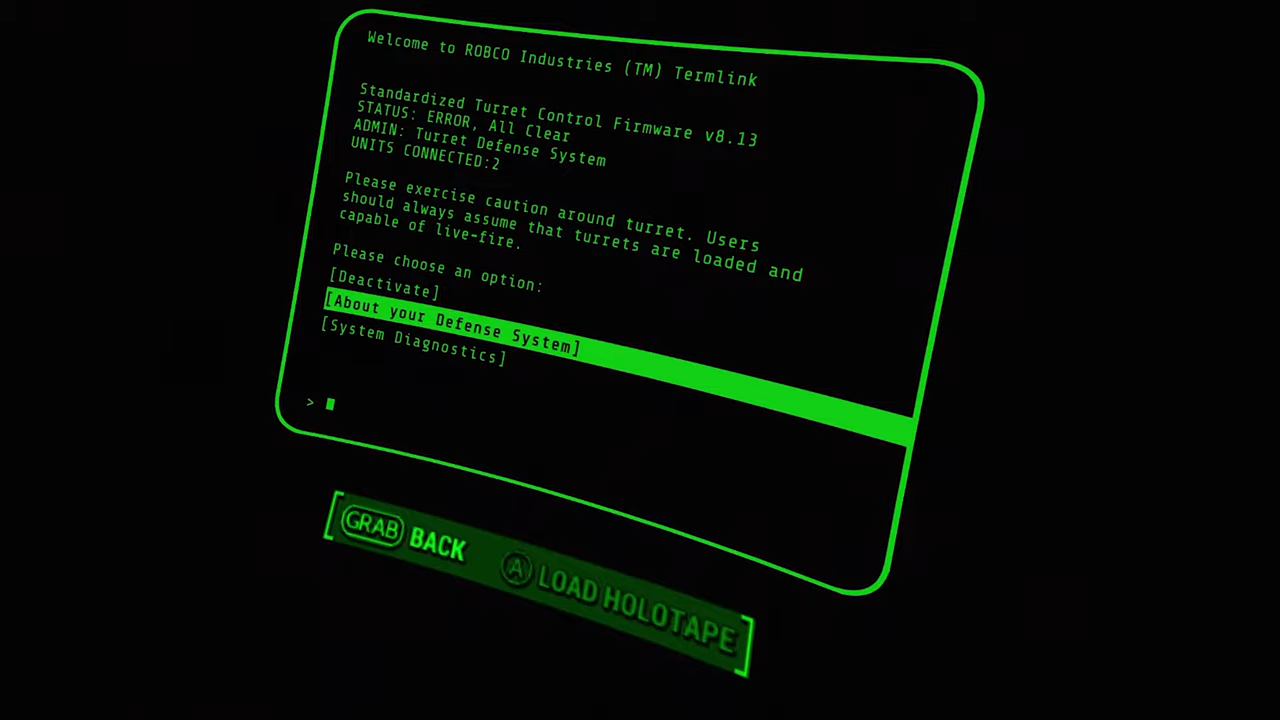 Welcome to ROBCO Industries (TM) Termlink
Standardized Turret Control Firmware v8.13
STATUS: ERROR, All Clear
ADMIN: Turret Defense System
UNITS CONNECTED:2
Please exercise caution around turret. Users
should always assume that turrets are loaded and
capable of live-fire.
Please choose an option:
[Deactivate]
[About your Defense System]
[System Diagnostics]
>
GRAB BACK A LOAD HOLOTAPE